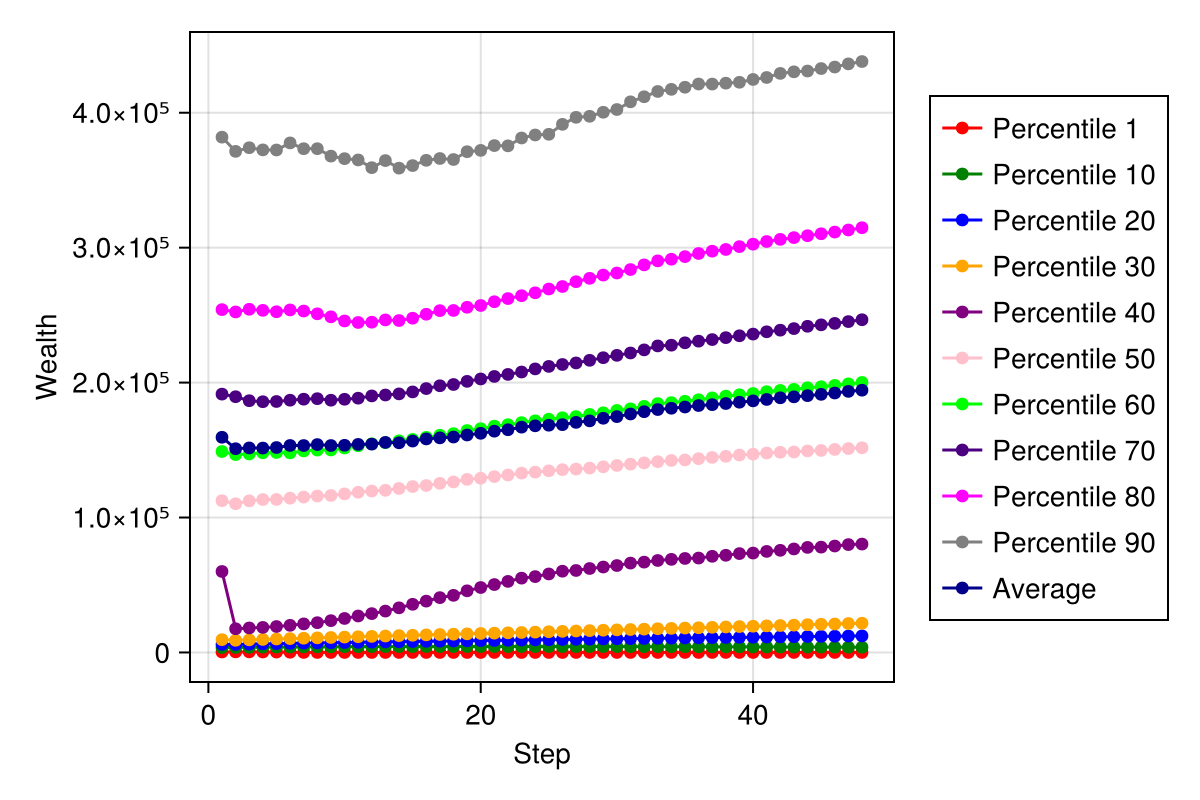 4.0×10⁵
3.0×10⁵
2.0×10⁵
1.0×10⁵
0
Wealth
0 20 40
Step
Percentile 1
Percentile 10
Percentile 20
Percentile 30
Percentile 40
Percentile 50
Percentile 60
Percentile 70
Percentile 80
Percentile 90
Average